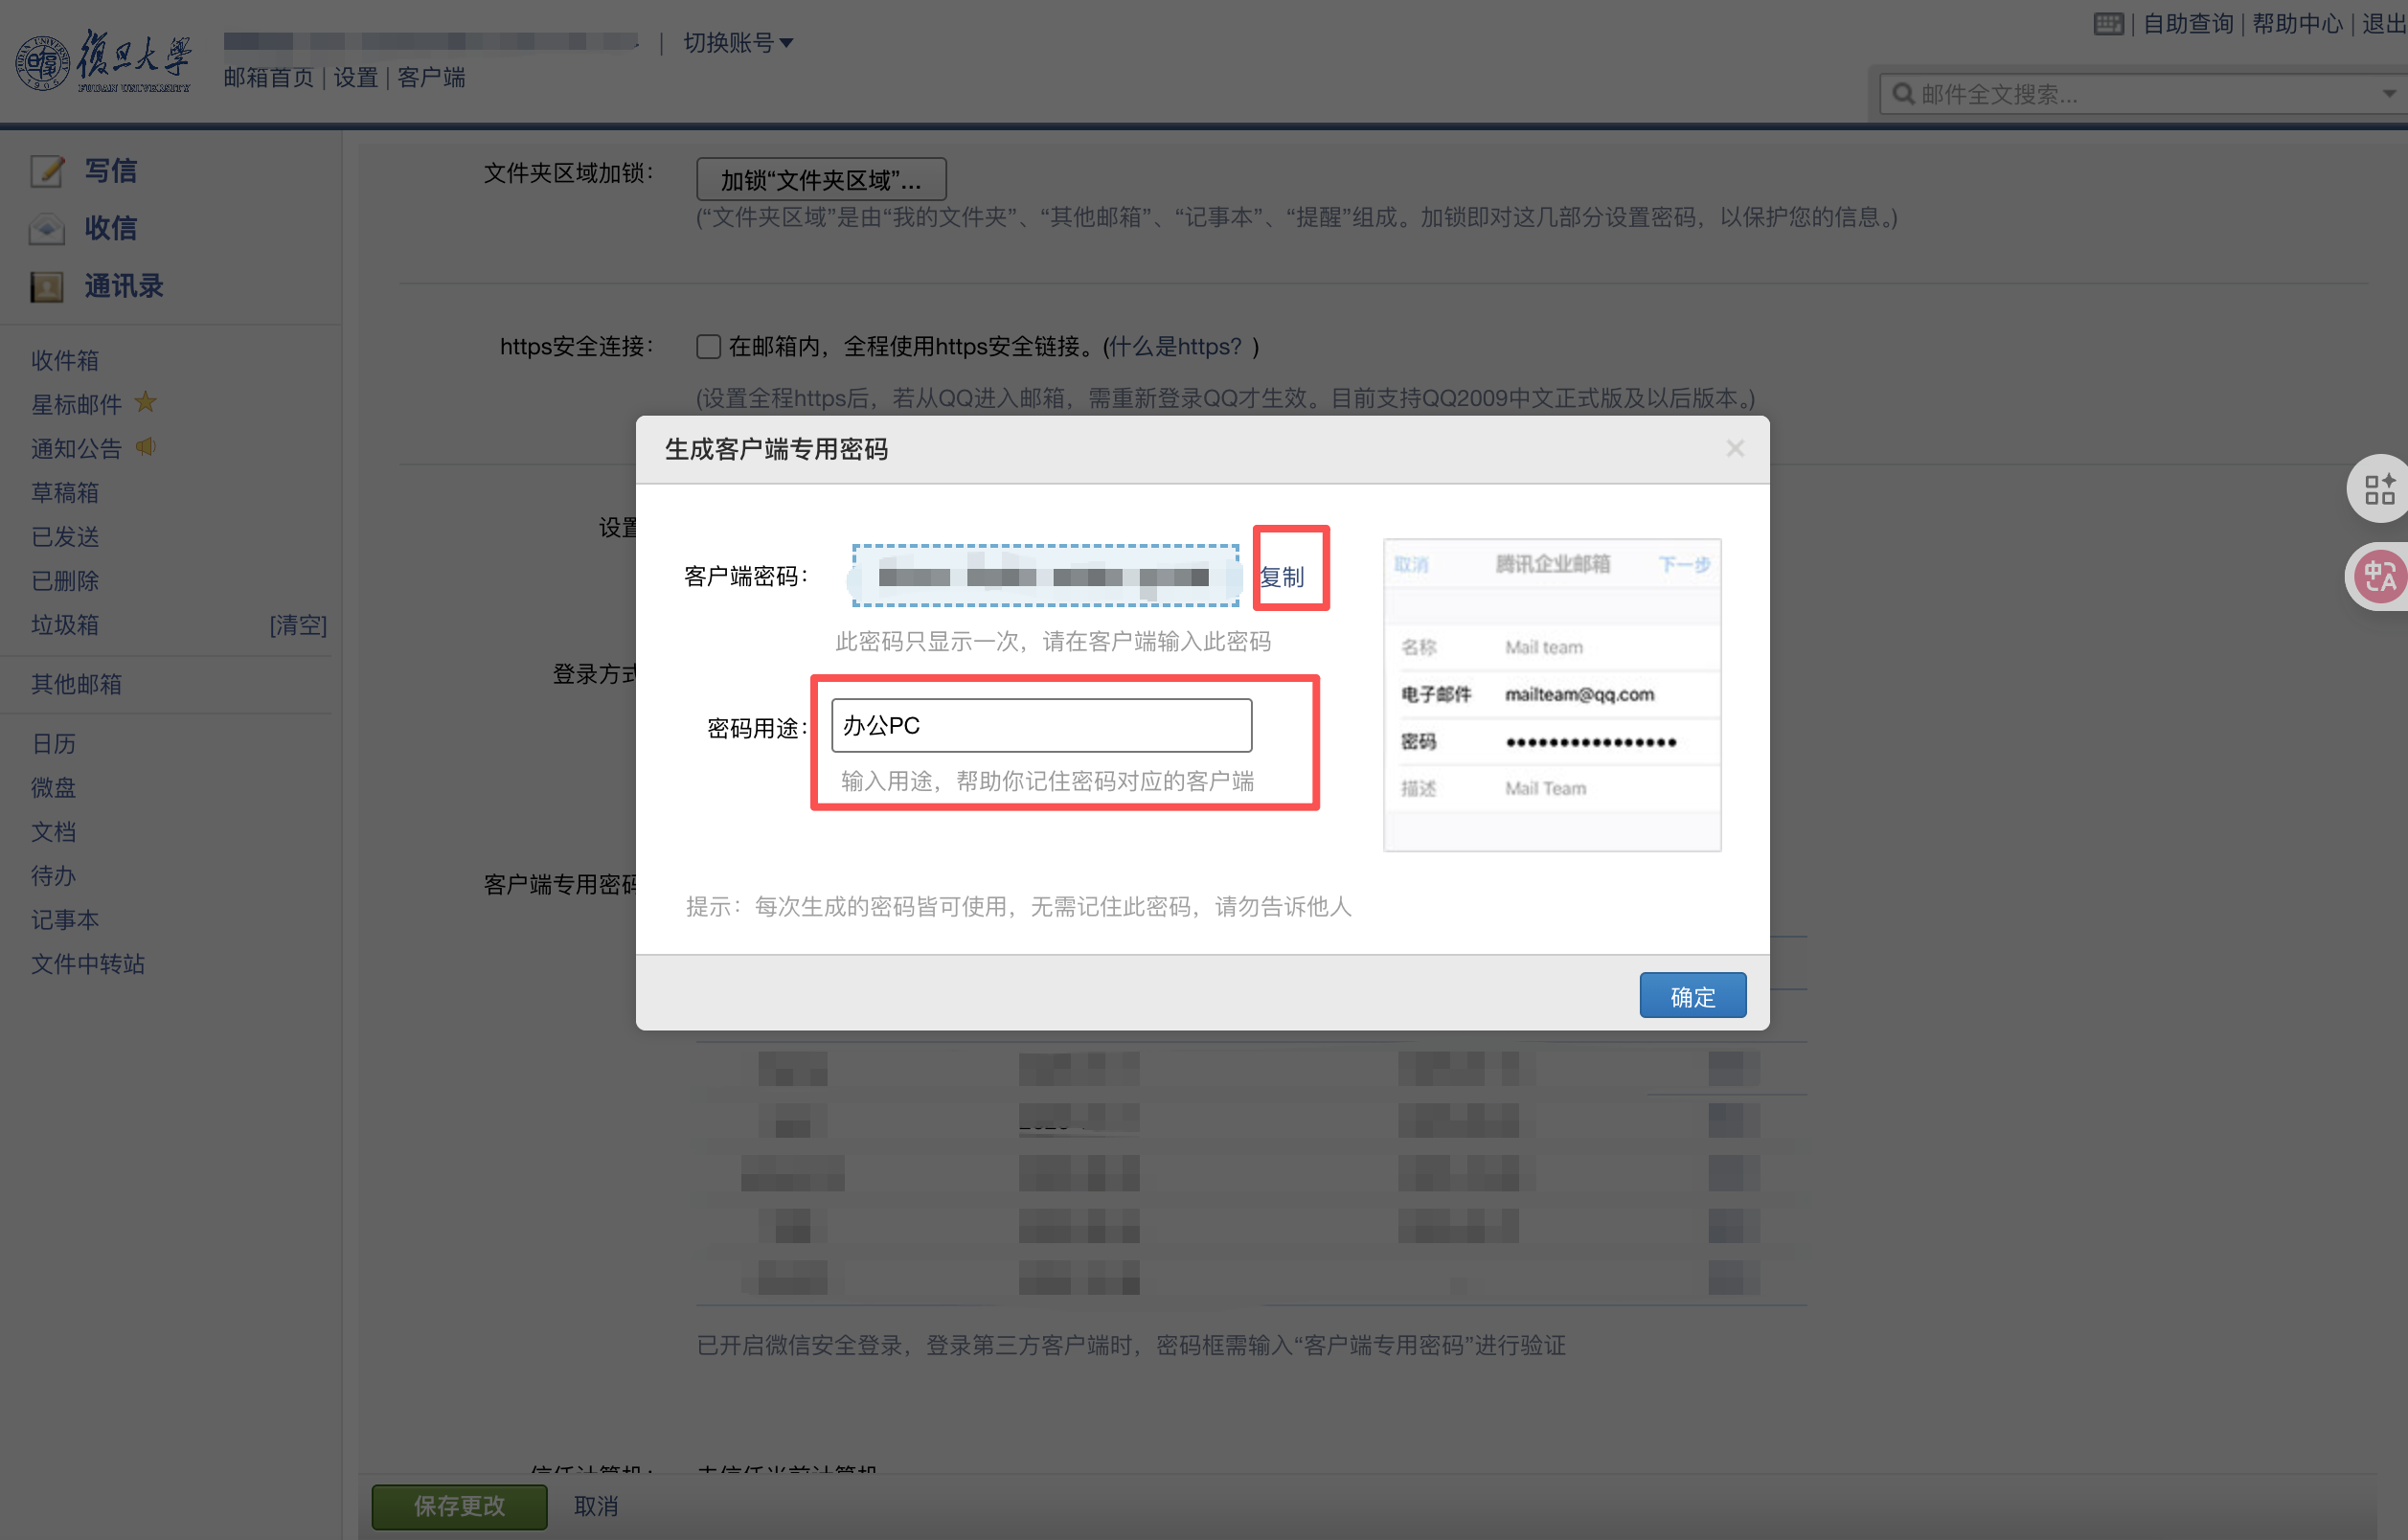 復旦大學
FUDAN UNIVERSITY
| 切换账号
邮箱首页 | 设置 | 客户端
| 自助查询 | 帮助中心 | 退出
邮件全文搜索...
写信
收信
通讯录
收件箱
星标邮件
通知公告
草稿箱
已发送
已删除
垃圾箱 [清空]
其他邮箱
日历
微盘
文档
待办
记事本
文件中转站
文件夹区域加锁: 加锁“文件夹区域”...
(“文件夹区域”是由“我的文件夹”、“其他邮箱”、“记事本”、“提醒”组成。加锁即对这几部分设置密码，以保护您的信息。)
https安全连接: 在邮箱内，全程使用https安全链接。(什么是https？)
(设置全程https后，若从QQ进入邮箱，需重新登录QQ才生效。目前支持QQ2009中文正式版及以后版本。)
设置
登录方式
客户端专用密码
生成客户端专用密码
客户端密码: 复制
此密码只显示一次，请在客户端输入此密码
密码用途: 办公PC
输入用途，帮助你记住密码对应的客户端
取消 腾讯企业邮箱 下一步
名称 Mail team
电子邮件 mailteam@qq.com
密码 ••••••••••••••••
描述 Mail Team
提示：每次生成的密码皆可使用，无需记住此密码，请勿告诉他人
确定
已开启微信安全登录，登录第三方客户端时，密码框需输入“客户端专用密码”进行验证
信任计算机: 未信任当前计算机
保存更改 取消
中A